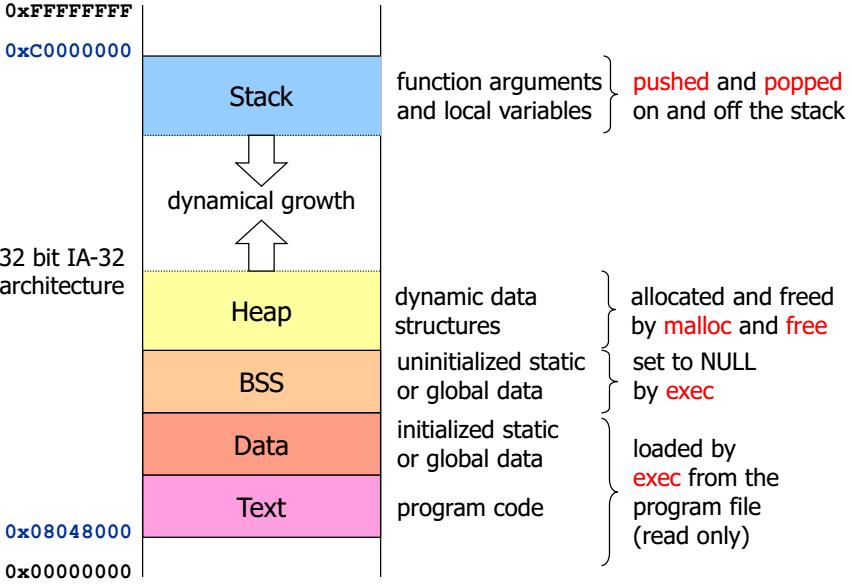 0xFFFFFFFF
0xC0000000
Stack
function arguments
and local variables
pushed and popped
on and off the stack
dynamical growth
32 bit IA-32
architecture
Heap
dynamic data
structures
allocated and freed
by malloc and free
BSS
uninitialized static
or global data
set to NULL
by exec
Data
initialized static
or global data
loaded by
exec from the
program file
(read only)
Text
program code
0x08048000
0x00000000